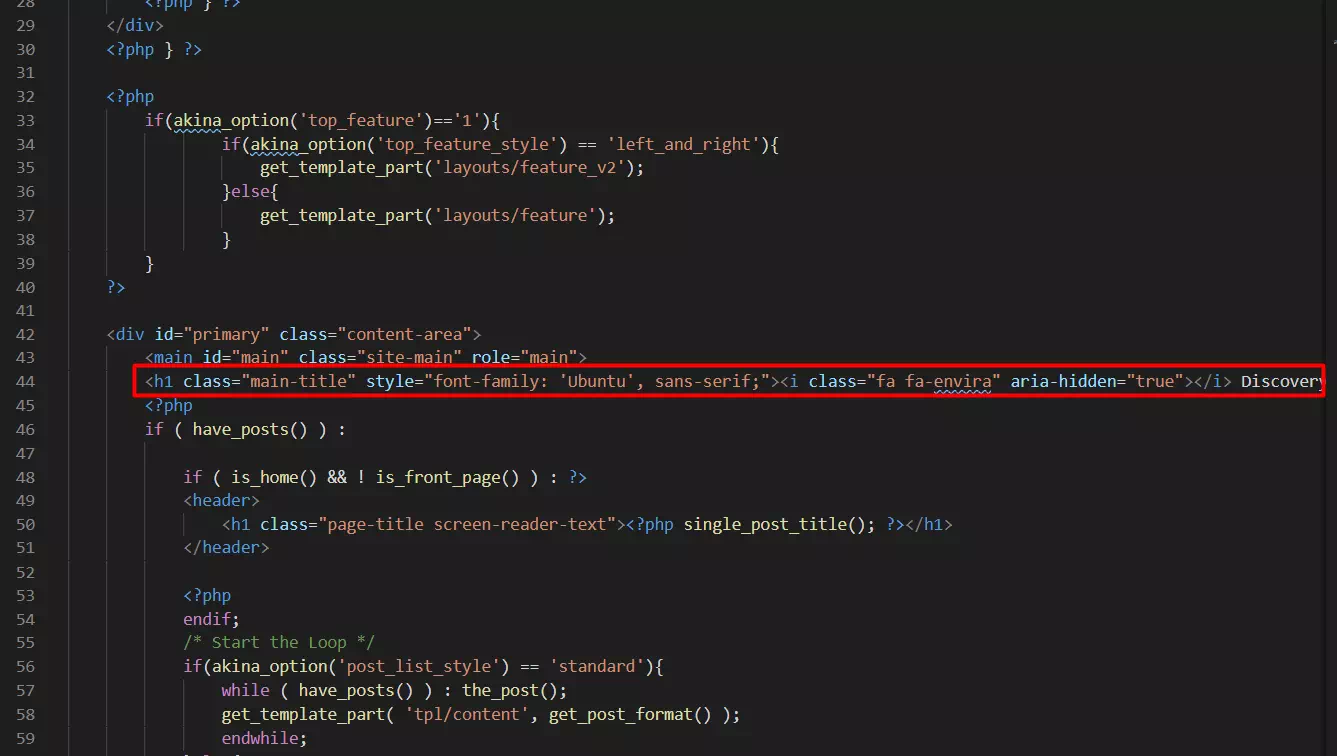 28 <?php } ?>
29 </div>
30 <?php } ?>
31
32 <?php
33 if(akina_option('top_feature')=='1'){
34 if(akina_option('top_feature_style') == 'left_and_right'){
35 get_template_part('layouts/feature_v2');
36 }else{
37 get_template_part('layouts/feature');
38 }
39 }
40 ?>
41
42 <div id="primary" class="content-area">
43 <main id="main" class="site-main" role="main">
44 <h1 class="main-title" style="font-family: 'Ubuntu', sans-serif;"><i class="fa fa-envira" aria-hidden="true"></i> Discovery
45 <?php
46 if ( have_posts() ) :
47
48 if ( is_home() && ! is_front_page() ) : ?>
49 <header>
50 <h1 class="page-title screen-reader-text"><?php single_post_title(); ?></h1>
51 </header>
52
53 <?php
54 endif;
55 /* Start the Loop */
56 if(akina_option('post_list_style') == 'standard'){
57 while ( have_posts() ) : the_post();
58 get_template_part( 'tpl/content', get_post_format() );
59 endwhile;